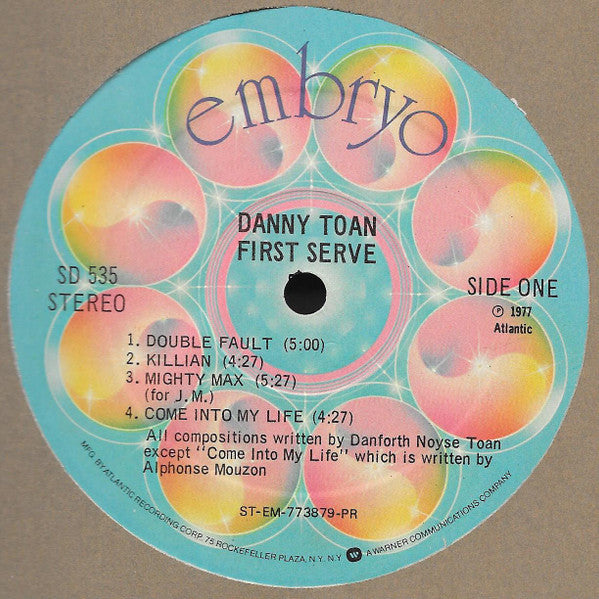 embryo
DANNY TOAN
FIRST SERVE
SD 535
STEREO
SIDE ONE
Ⓟ 1977
Atlantic
1. DOUBLE FAULT (5:00)
2. KILLIAN (4:27)
3. MIGHTY MAX (5:27)
(for J.M.)
4. COME INTO MY LIFE (4:27)
All compositions written by Danforth Noyse Toan
except "Come Into My Life" which is written by
Alphonse Mouzon
ST-EM-773879-PR
MFG. BY ATLANTIC RECORDING CORP. 75 ROCKEFELLER PLAZA, N.Y. N.Y. W A WARNER COMMUNICATIONS COMPANY